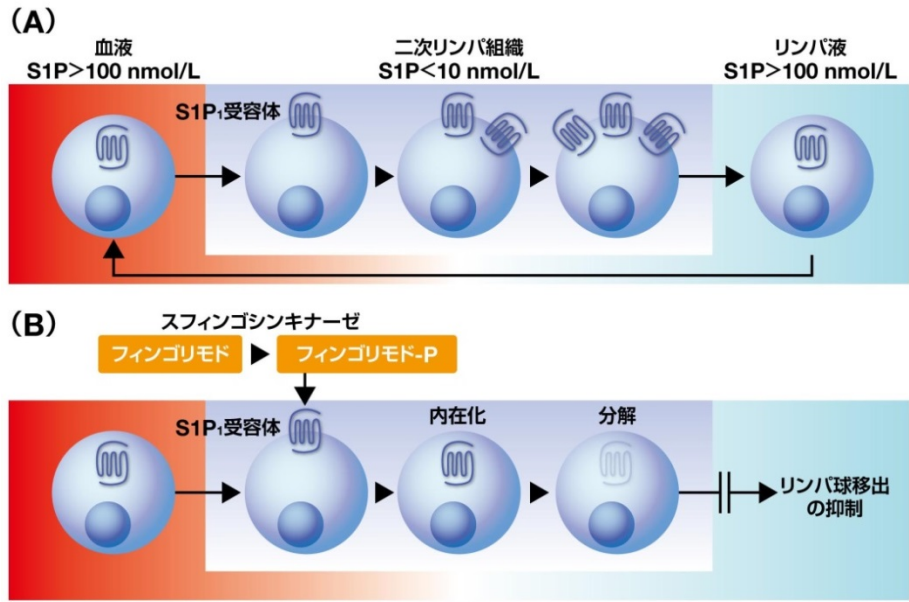 (A)
血液
S1P>100 nmol/L
二次リンパ組織
S1P<10 nmol/L
リンパ液
S1P>100 nmol/L
S1P₁受容体
(B)
スフィンゴシンキナーゼ
フィンゴリモド
フィンゴリモド-P
S1P₁受容体
内在化
分解
リンパ球移出
の抑制